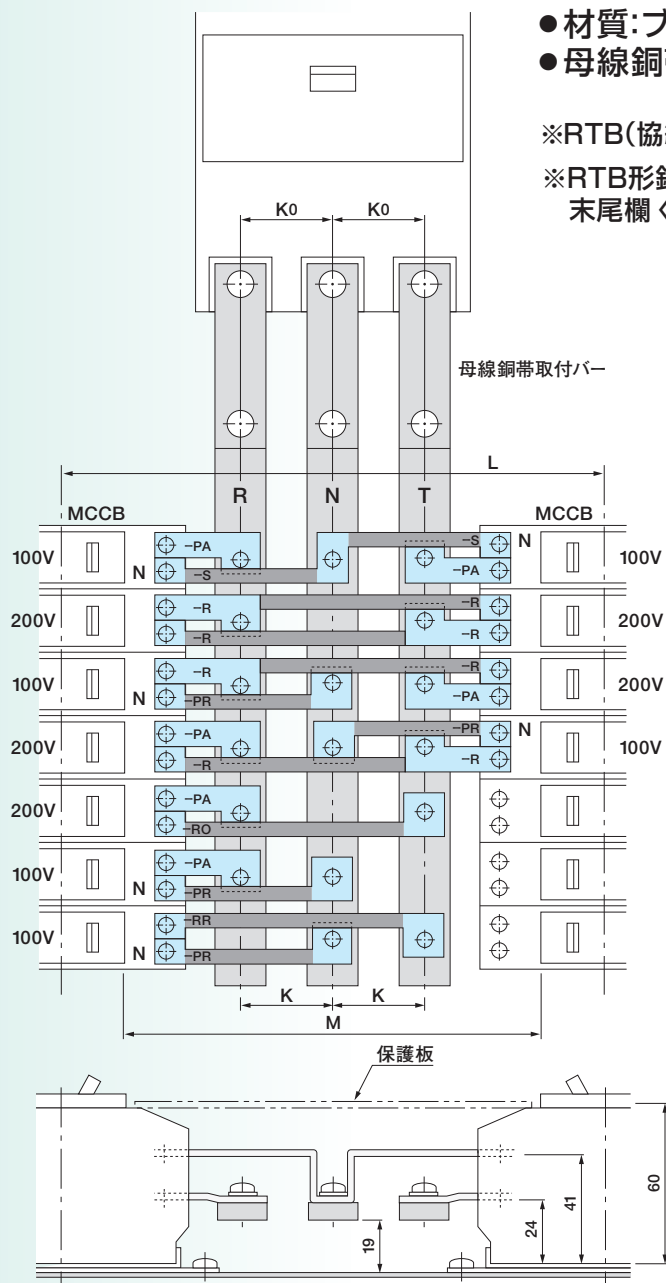 ●材質:ブ
●母線銅
※RTB(協
※RTB形
末尾欄く
K0 K0
母線銅帯取付バー
L
R N T
MCCB MCCB
100V N -PA -S -S N -PA 100V
200V -R -R -R -R 200V
100V N -R -PR -R -PA 200V
200V -PA -R -PR N -R 100V
200V -PA -RO
100V N -PA -PR
100V N -RR -PR
K K
M
保護板
19 24 41 60